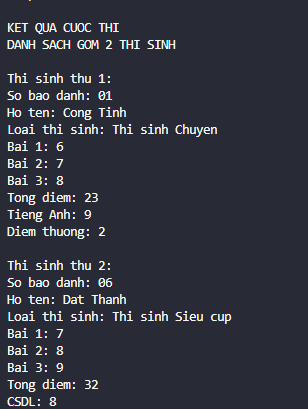 KET QUA CUOC THI
DANH SACH GOM 2 THI SINH
Thi sinh thu 1:
So bao danh: 01
Ho ten: Cong Tinh
Loai thi sinh: Thi sinh Chuyen
Bai 1: 6
Bai 2: 7
Bai 3: 8
Tong diem: 23
Tieng Anh: 9
Diem thuong: 2
Thi sinh thu 2:
So bao danh: 06
Ho ten: Dat Thanh
Loai thi sinh: Thi sinh Sieu cup
Bai 1: 7
Bai 2: 8
Bai 3: 9
Tong diem: 32
CSDL: 8